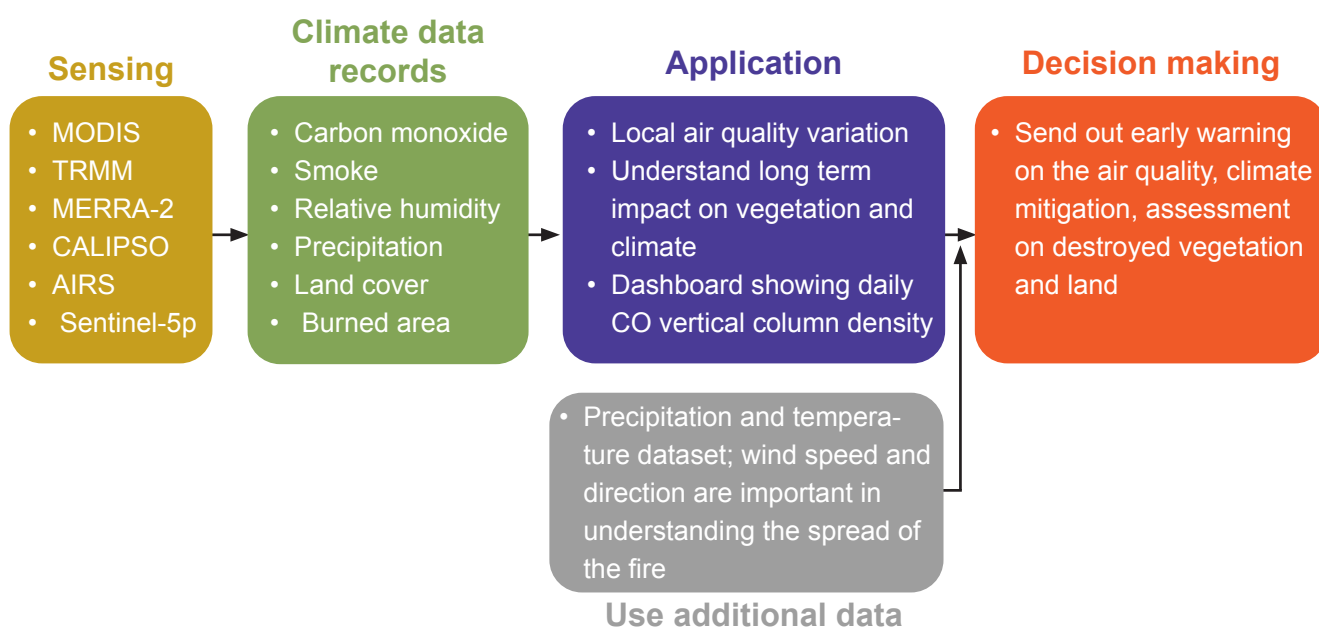 Sensing
• MODIS
• TRMM
• MERRA-2
• CALIPSO
• AIRS
• Sentinel-5p
Climate data
records
• Carbon monoxide
• Smoke
• Relative humidity
• Precipitation
• Land cover
• Burned area
Application
• Local air quality variation
• Understand long term
impact on vegetation and
climate
• Dashboard showing daily
CO vertical column density
Decision making
• Send out early warning
on the air quality, climate
mitigation, assessment
on destroyed vegetation
and land
• Precipitation and tempera-
ture dataset; wind speed and
direction are important in
understanding the spread of
the fire
Use additional data